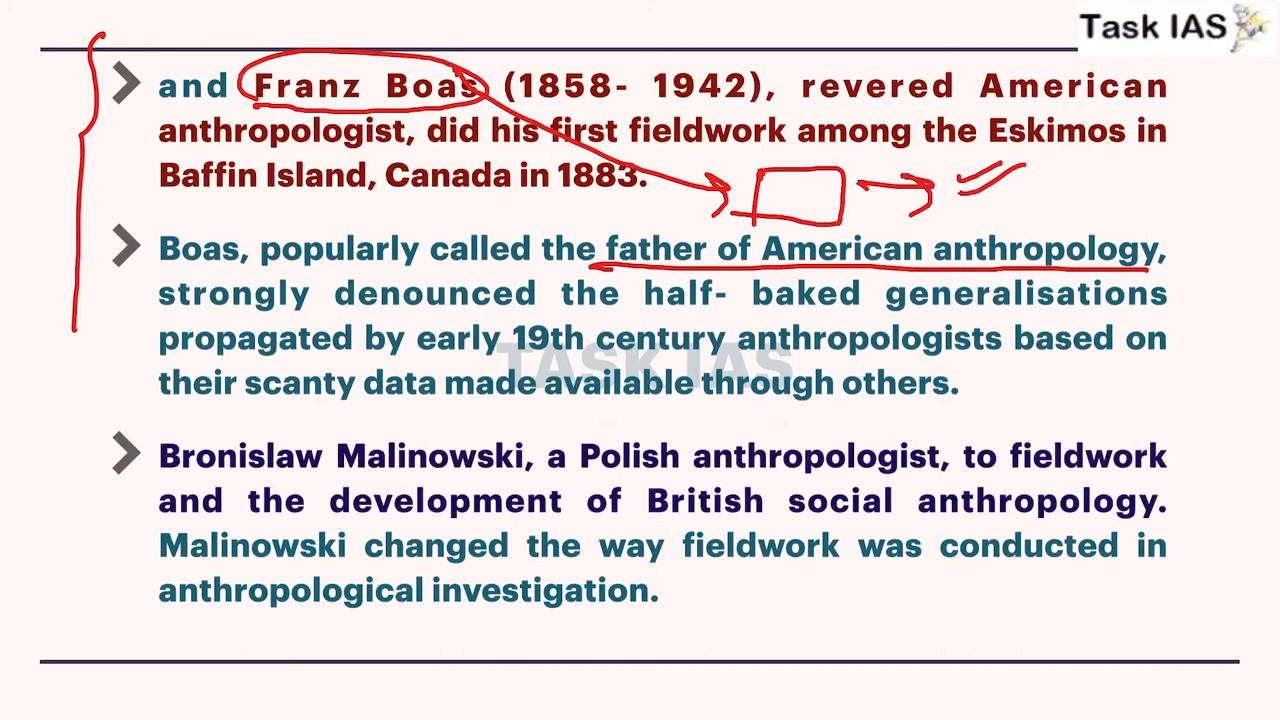 Task IAS
and Franz Boas (1858- 1942), revered American
anthropologist, did his first fieldwork among the Eskimos in
Baffin Island, Canada in 1883.
Boas, popularly called the father of American anthropology,
strongly denounced the half- baked generalisations
propagated by early 19th century anthropologists based on
their scanty data made available through others.
TASK IAS
Bronislaw Malinowski, a Polish anthropologist, to fieldwork
and the development of British social anthropology.
Malinowski changed the way fieldwork was conducted in
anthropological investigation.